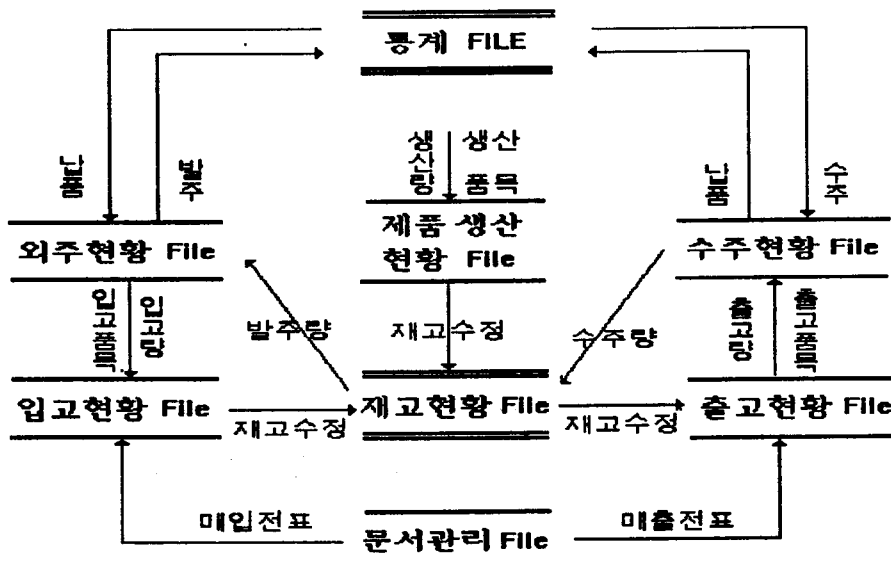 통계 FILE
생산량
생산
품목
납품
발주
납품
수주
제품 생산
현황 File
외주현황 File
수주현황 File
입고품목
입고량
발주량
재고수정
수주량
출고량
출고품목
입고현황 File
재고현황 File
출고현황 File
재고수정
재고수정
매입전표
매출전표
문서관리 File